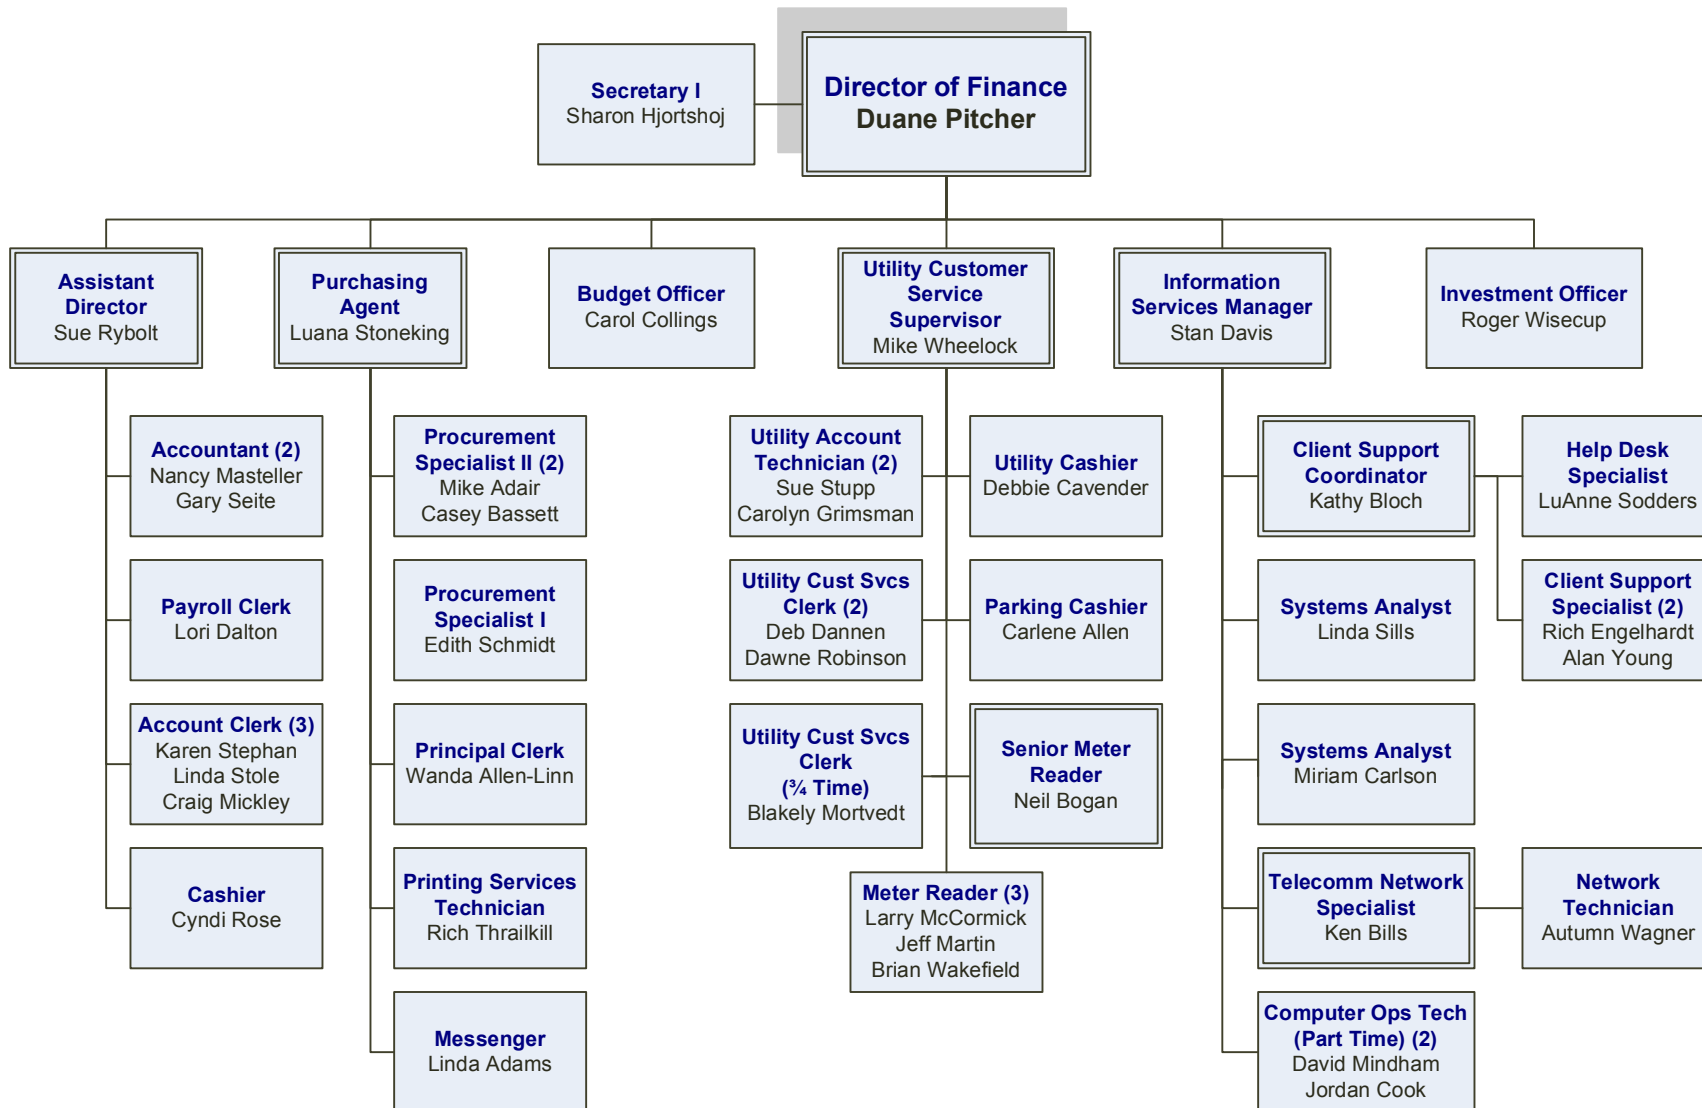 Secretary I
Sharon Hjortshoj
Director of Finance
Duane Pitcher
Assistant
Director
Sue Rybolt
Purchasing
Agent
Luana Stoneking
Budget Officer
Carol Collings
Utility Customer
Service
Supervisor
Mike Wheelock
Information
Services Manager
Stan Davis
Investment Officer
Roger Wisecup
Accountant (2)
Nancy Masteller
Gary Seite
Payroll Clerk
Lori Dalton
Account Clerk (3)
Karen Stephan
Linda Stole
Craig Mickley
Cashier
Cyndi Rose
Procurement
Specialist II (2)
Mike Adair
Casey Bassett
Procurement
Specialist I
Edith Schmidt
Principal Clerk
Wanda Allen-Linn
Printing Services
Technician
Rich Thrailkill
Messenger
Linda Adams
Utility Account
Technician (2)
Sue Stupp
Carolyn Grimsman
Utility Cust Svcs
Clerk (2)
Deb Dannen
Dawne Robinson
Utility Cust Svcs
Clerk
(¾ Time)
Blakely Mortvedt
Utility Cashier
Debbie Cavender
Parking Cashier
Carlene Allen
Senior Meter
Reader
Neil Bogan
Meter Reader (3)
Larry McCormick
Jeff Martin
Brian Wakefield
Client Support
Coordinator
Kathy Bloch
Systems Analyst
Linda Sills
Systems Analyst
Miriam Carlson
Telecomm Network
Specialist
Ken Bills
Computer Ops Tech
(Part Time) (2)
David Mindham
Jordan Cook
Help Desk
Specialist
LuAnne Sodders
Client Support
Specialist (2)
Rich Engelhardt
Alan Young
Network
Technician
Autumn Wagner